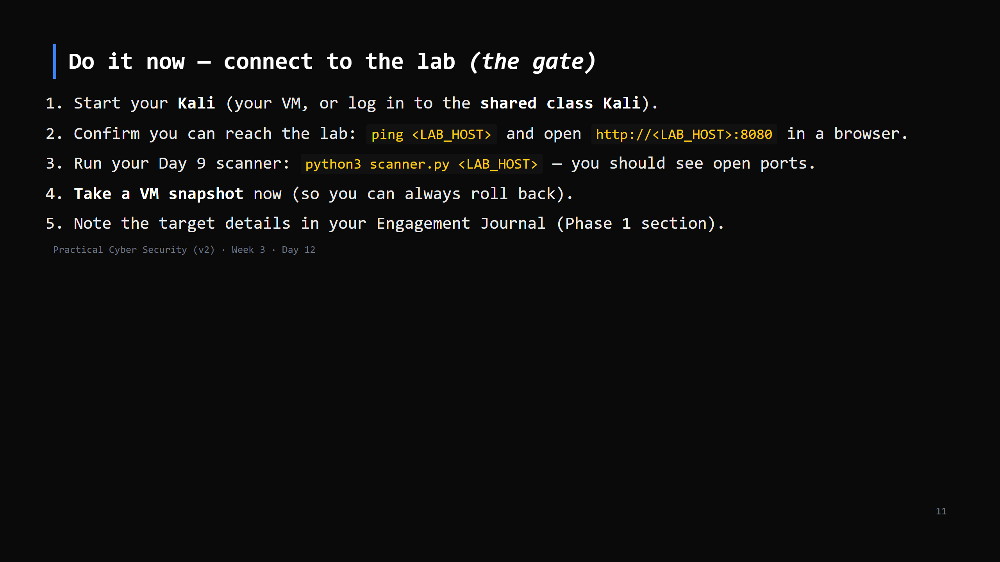 Do it now — connect to the lab (the gate)
1. Start your Kali (your VM, or log in to the shared class Kali).
2. Confirm you can reach the lab: ping <LAB_HOST> and open http://<LAB_HOST>:8080 in a browser.
3. Run your Day 9 scanner: python3 scanner.py <LAB_HOST> — you should see open ports.
4. Take a VM snapshot now (so you can always roll back).
5. Note the target details in your Engagement Journal (Phase 1 section).
Practical Cyber Security (v2) · Week 3 · Day 12
11